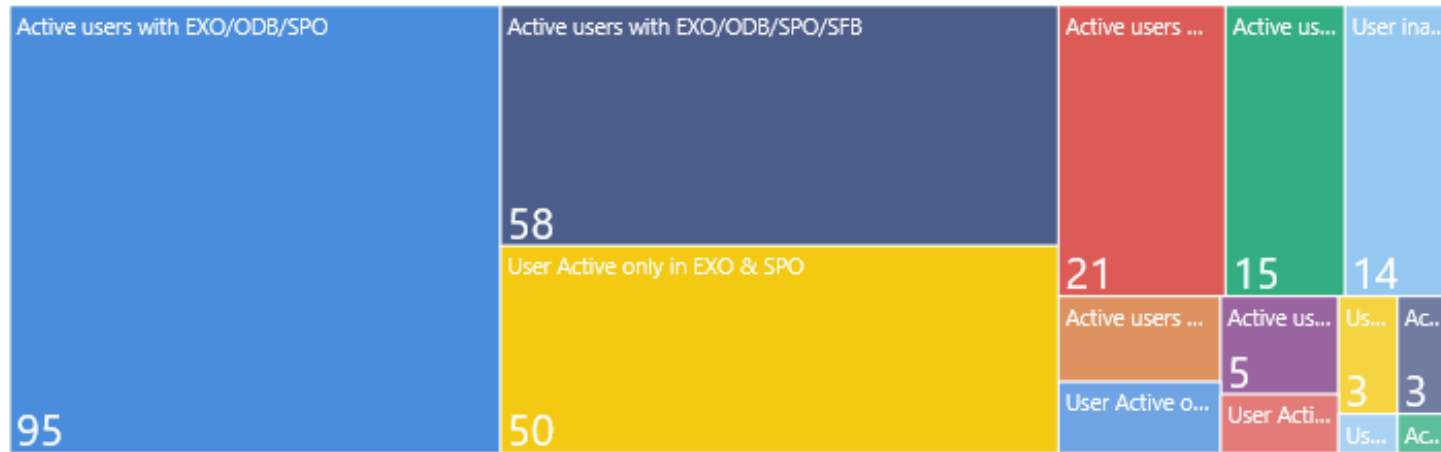 Active users with EXO/ODB/SPO
95
Active users with EXO/ODB/SPO/SFB
58
User Active only in EXO & SPO
50
Active users ...
21
Active us...
15
User ina...
14
Active users ...
User Active o...
Active us...
5
User Acti...
Us...
3
Ac...
3
Us...
Ac...